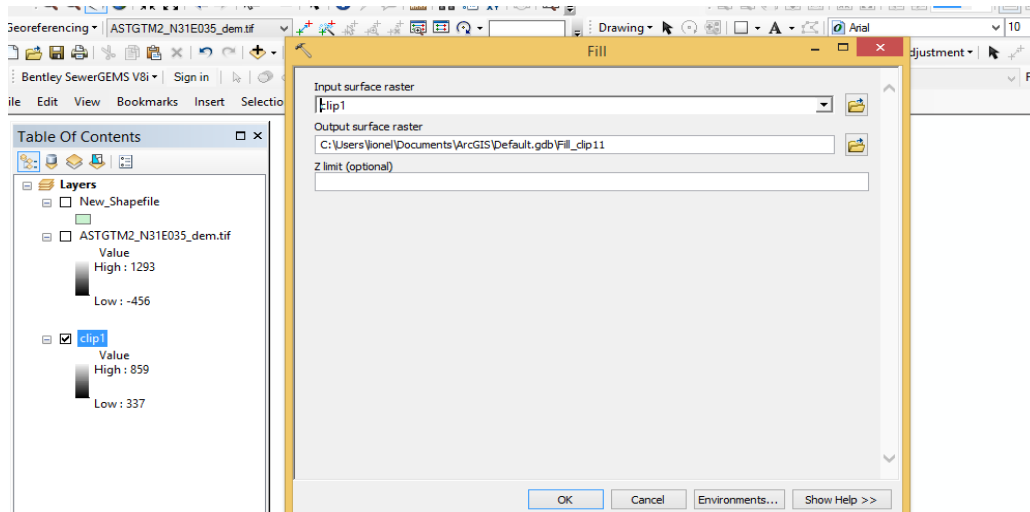 Georeferencing ASTGTM2_N31E035_dem.tif Drawing A Arial 10
Fill
djustment
Bentley SewerGEMS V8i Sign in
ile Edit View Bookmarks Insert Selectio
Table Of Contents
Layers
New_Shapefile
ASTGTM2_N31E035_dem.tif
Value
High : 1293
Low : -456
clip1
Value
High : 859
Low : 337
Input surface raster
clip1
Output surface raster
C:\Users\lionel\Documents\ArcGIS\Default.gdb\Fill_clip11
Z limit (optional)
OK Cancel Environments... Show Help >>